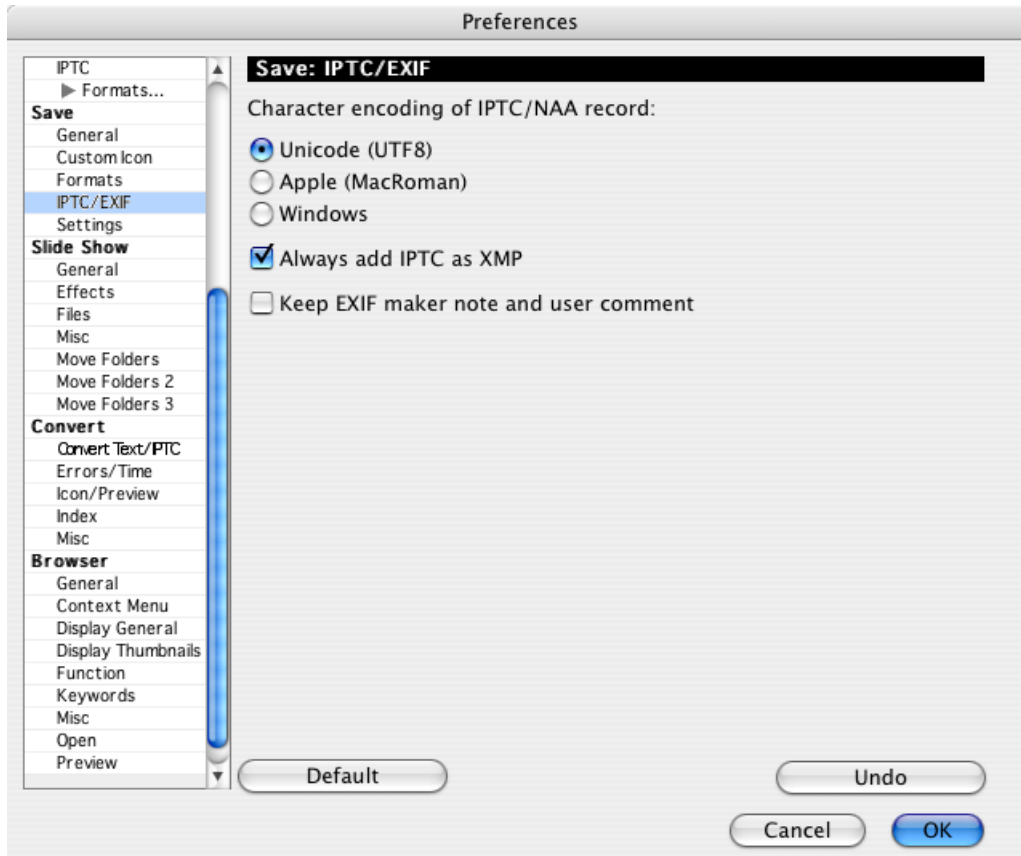 Preferences
IPTC
Formats...
Save
General
Custom Icon
Formats
IPTC/EXIF
Settings
Slide Show
General
Effects
Files
Misc
Move Folders
Move Folders 2
Move Folders 3
Convert
Convert Text/IPTC
Errors/Time
Icon/Preview
Index
Misc
Browser
General
Context Menu
Display General
Display Thumbnails
Function
Keywords
Misc
Open
Preview
Save: IPTC/EXIF
Character encoding of IPTC/NAA record:
Unicode (UTF8)
Apple (MacRoman)
Windows
Always add IPTC as XMP
Keep EXIF maker note and user comment
Default
Undo
Cancel
OK